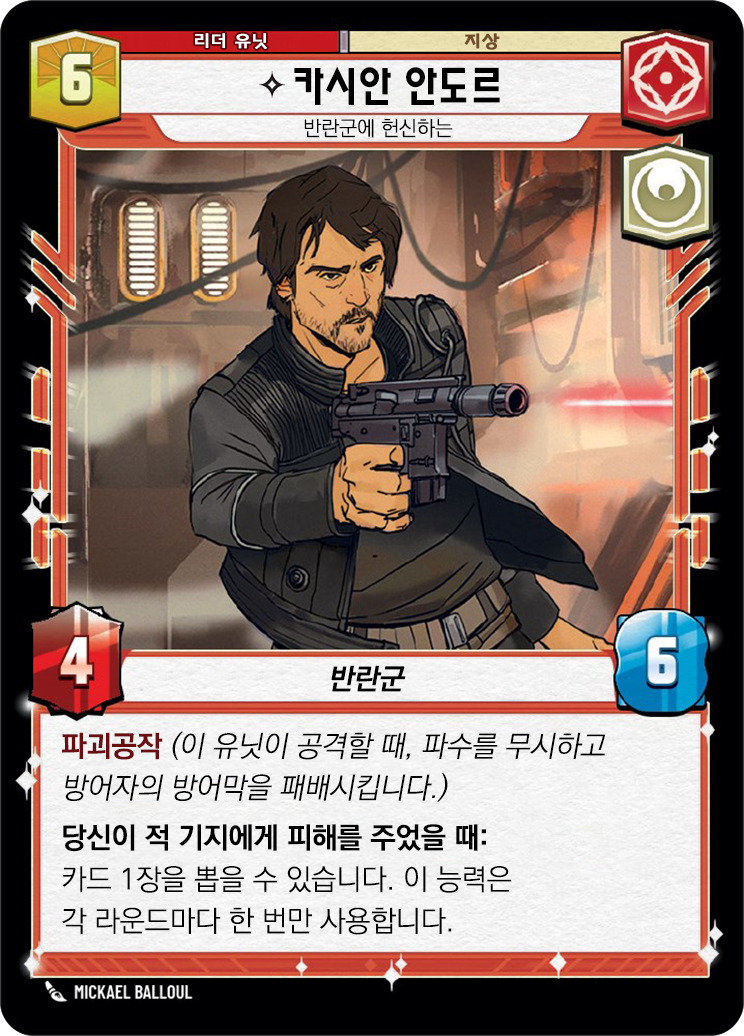 리더 유닛
지상
6
카시안 안도르
반란군에 헌신하는
4
반란군
6
파괴공작 (이 유닛이 공격할 때, 파수를 무시하고
방어자의 방어막을 패배시킵니다.)
당신이 적 기지에게 피해를 주었을 때:
카드 1장을 뽑을 수 있습니다. 이 능력은
각 라운드마다 한 번만 사용합니다.
MICKAEL BALLOUL